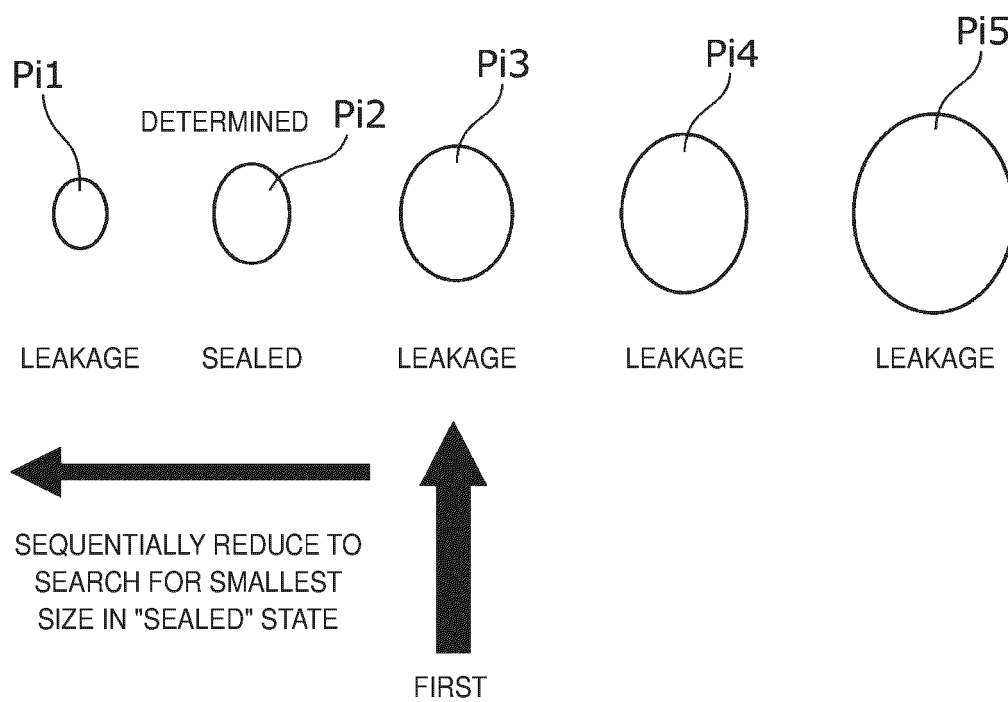 Pi1
DETERMINED
Pi2
Pi3
Pi4
Pi5
LEAKAGE
SEALED
LEAKAGE
LEAKAGE
LEAKAGE
SEQUENTIALLY REDUCE TO
SEARCH FOR SMALLEST
SIZE IN "SEALED" STATE
FIRST